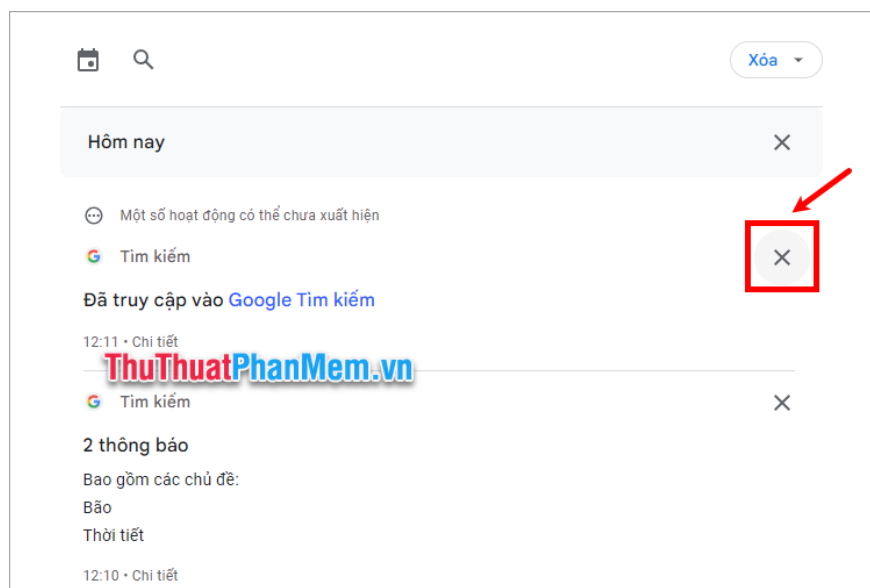 Xóa
Hôm nay
Một số hoạt động có thể chưa xuất hiện
Tìm kiếm
Đã truy cập vào Google Tìm kiếm
12:11 • Chi tiết
ThuThuatPhanMem.vn
Tìm kiếm
2 thông báo
Bao gồm các chủ đề:
Bão
Thời tiết
12:10 • Chi tiết